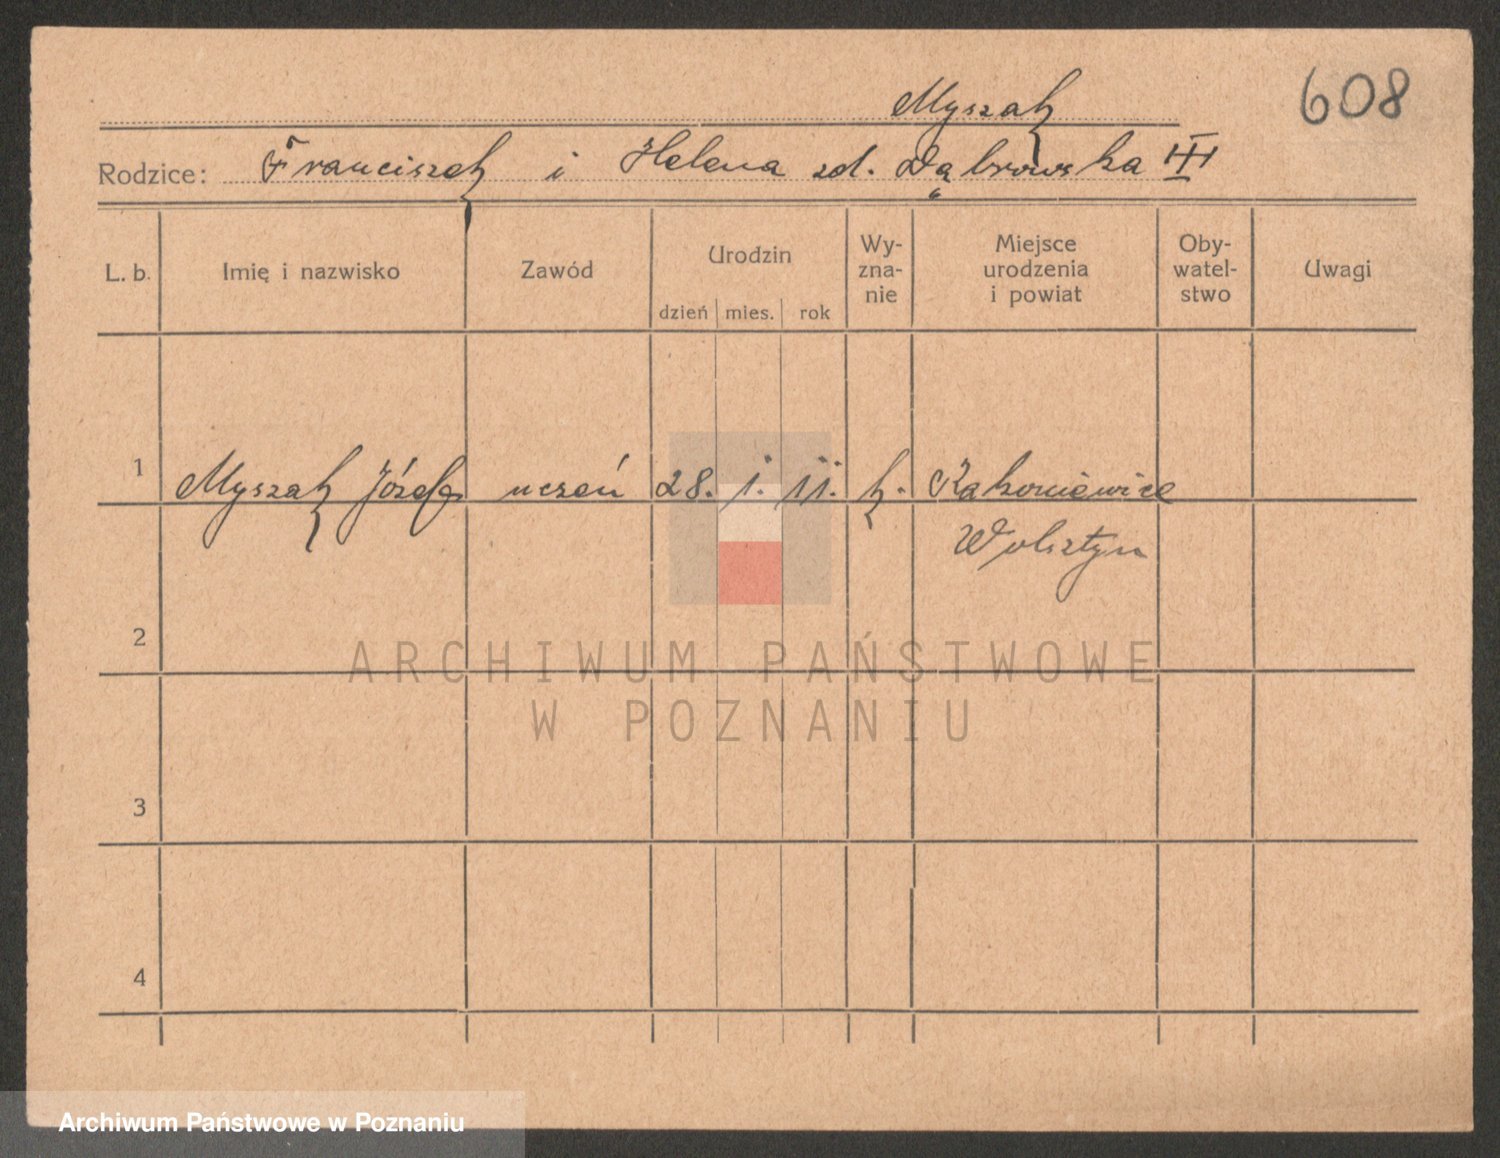 608
Myszak
Rodzice: Franciszek i Helena zd. Dąbrowska III
L. b. Imię i nazwisko Zawód Urodzin dzień mies. rok Wy-zna-nie Miejsce urodzenia i powiat Oby-watel-stwo Uwagi
1 Myszak Józef uczeń 28. 1. 11. k. Rakoniewice
Wolsztyn
2
ARCHIWUM PAŃSTWOWE
W POZNANIU
3
4
Archiwum Państwowe w Poznaniu